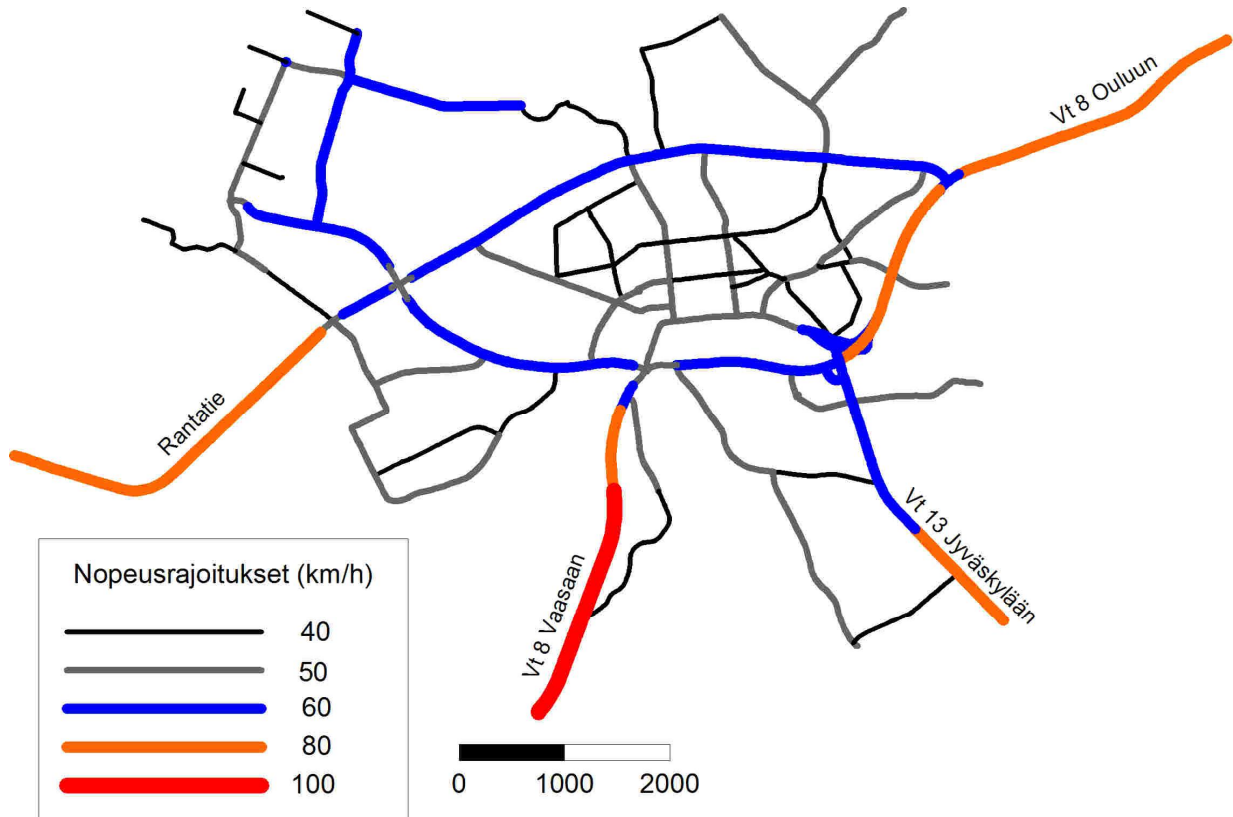 Vt 8 Ouluun
Rantatie
Vt 13 Jyväskylään
Vt 8 Vaasaan
Nopeusrajoitukset (km/h)
40
50
60
80
100
0 1000 2000